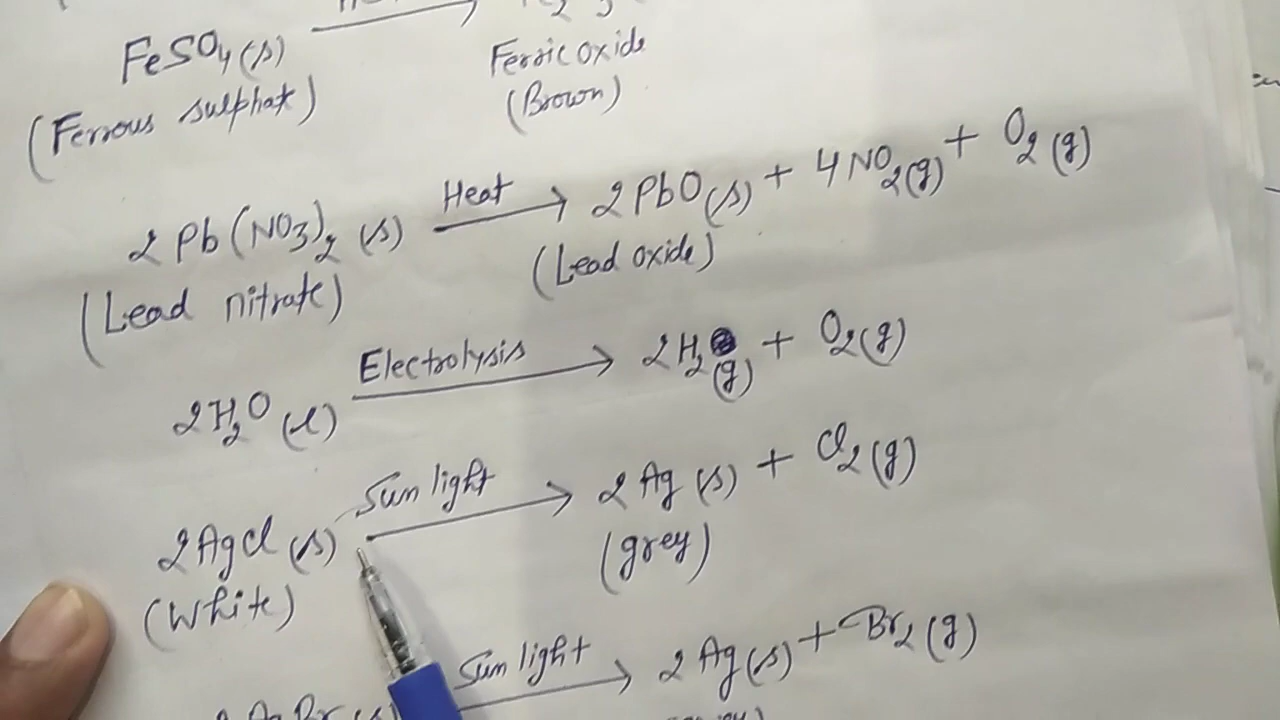 FeSO4(s)
Ferric oxide
(Ferrous sulphate)
(Brown)
2Pb(NO3)2 (s) Heat → 2PbO(s) + 4NO2(g) + O2(g)
(Lead nitrate) (Lead oxide)
2H2O(l) Electrolysis → 2H2(g) + O2(g)
2AgCl(s) Sun light → 2Ag(s) + Cl2(g)
(White) (grey)
Sun light → 2Ag(s) + Br2(g)